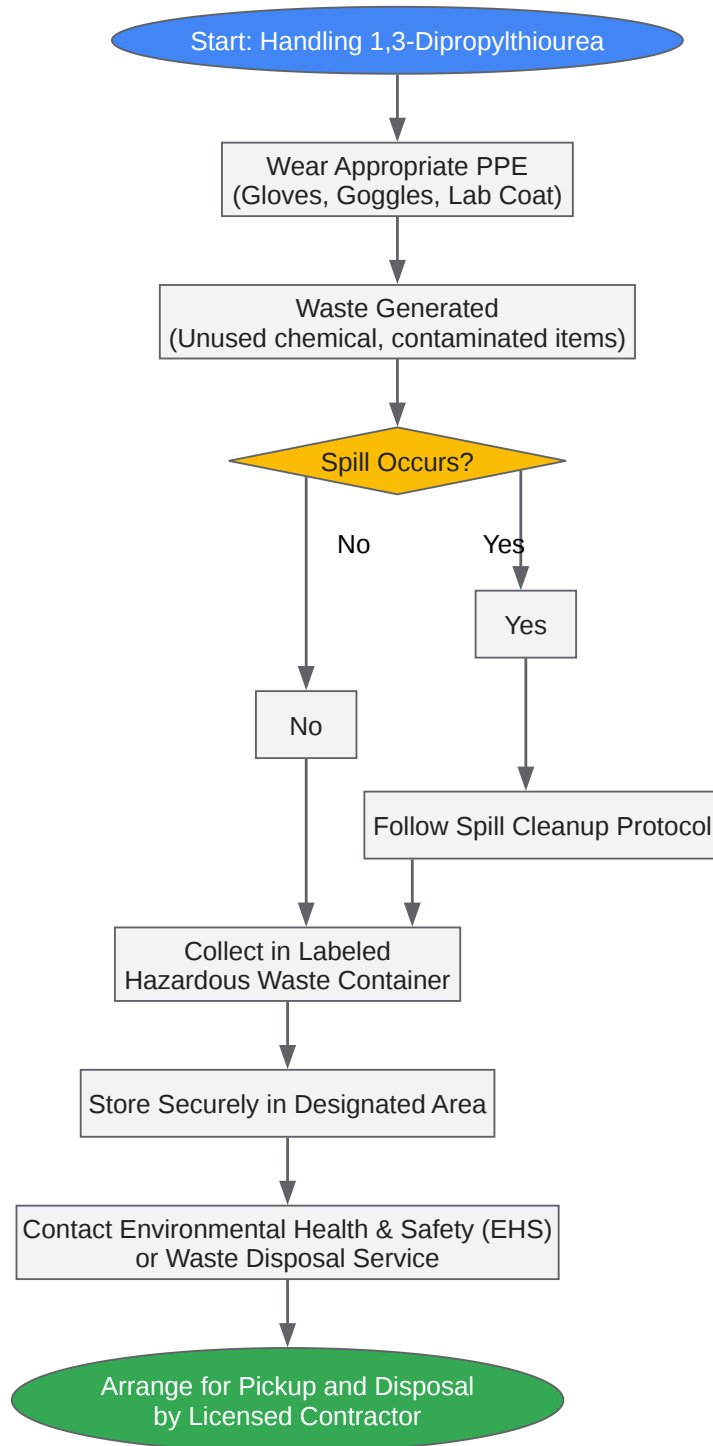 Start: Handling 1,3-Dipropylthiourea
Wear Appropriate PPE
(Gloves, Goggles, Lab Coat)
Waste Generated
(Unused chemical, contaminated items)
Spill Occurs?
No
Yes
Yes
No
Follow Spill Cleanup Protocol
Collect in Labeled
Hazardous Waste Container
Store Securely in Designated Area
Contact Environmental Health & Safety (EHS)
or Waste Disposal Service
Arrange for Pickup and Disposal
by Licensed Contractor